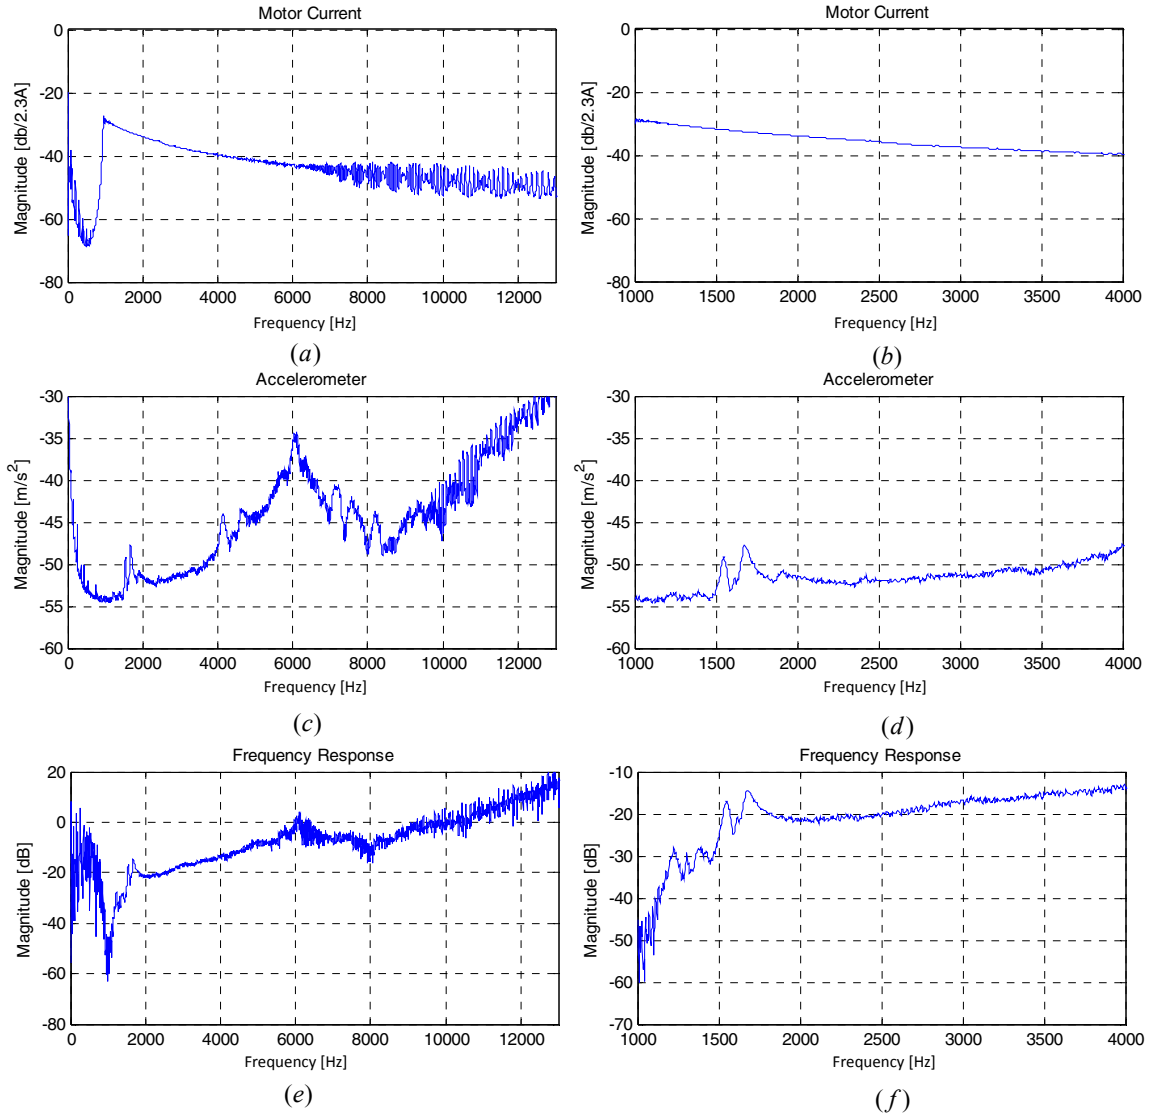 Motor Current
0
-20
-40
-60
-80
Magnitude [db/2.3A]
0 2000 4000 6000 8000 10000 12000
Frequency [Hz]
(a)
Motor Current
0
-20
-40
-60
-80
Magnitude [db/2.3A]
1000 1500 2000 2500 3000 3500 4000
Frequency [Hz]
(b)
Accelerometer
-30
-35
-40
-45
-50
-55
-60
Magnitude [m/s²]
0 2000 4000 6000 8000 10000 12000
Frequency [Hz]
(c)
Accelerometer
-30
-35
-40
-45
-50
-55
-60
Magnitude [m/s²]
1000 1500 2000 2500 3000 3500 4000
Frequency [Hz]
(d)
Frequency Response
20
0
-20
-40
-60
-80
Magnitude [dB]
0 2000 4000 6000 8000 10000 12000
Frequency [Hz]
(e)
Frequency Response
-10
-20
-30
-40
-50
-60
-70
Magnitude [dB]
1000 1500 2000 2500 3000 3500 4000
Frequency [Hz]
(f)